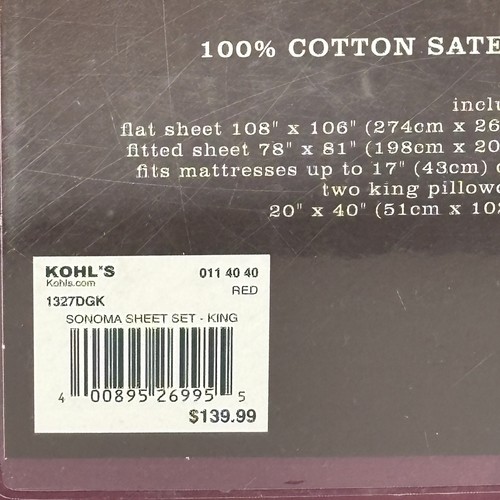 100% COTTON SATE
inclu
flat sheet 108" x 106" (274cm x 26
fitted sheet 78" x 81" (198cm x 20
fits mattresses up to 17" (43cm) d
two king pillowc
20" x 40" (51cm x 102
KOHL'S 011 40 40
Kohls.com RED
1327DGK
SONOMA SHEET SET - KING
4 00895 26995 5
$139.99